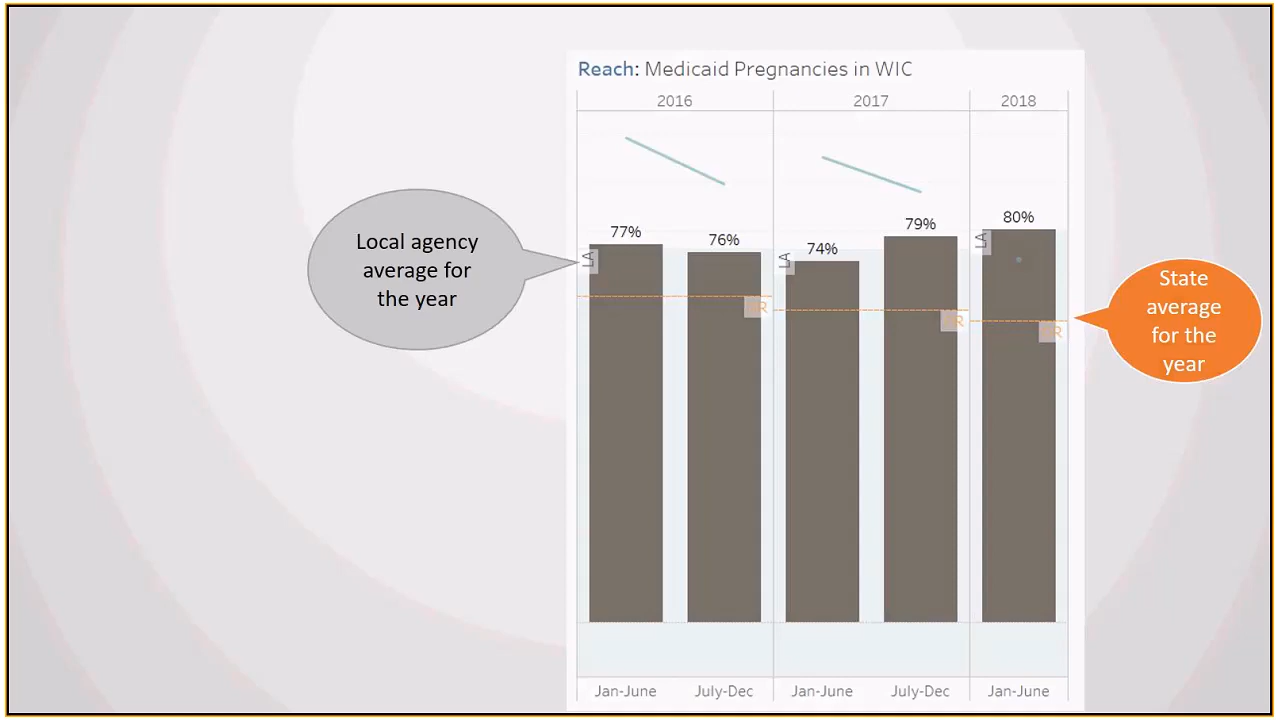 Reach: Medicaid Pregnancies in WIC
2016 2017 2018
77% 76% 74% 79% 80%
LA LA LA
Local agency
average for
the year
State
average
for the
year
Jan-June July-Dec Jan-June July-Dec Jan-June